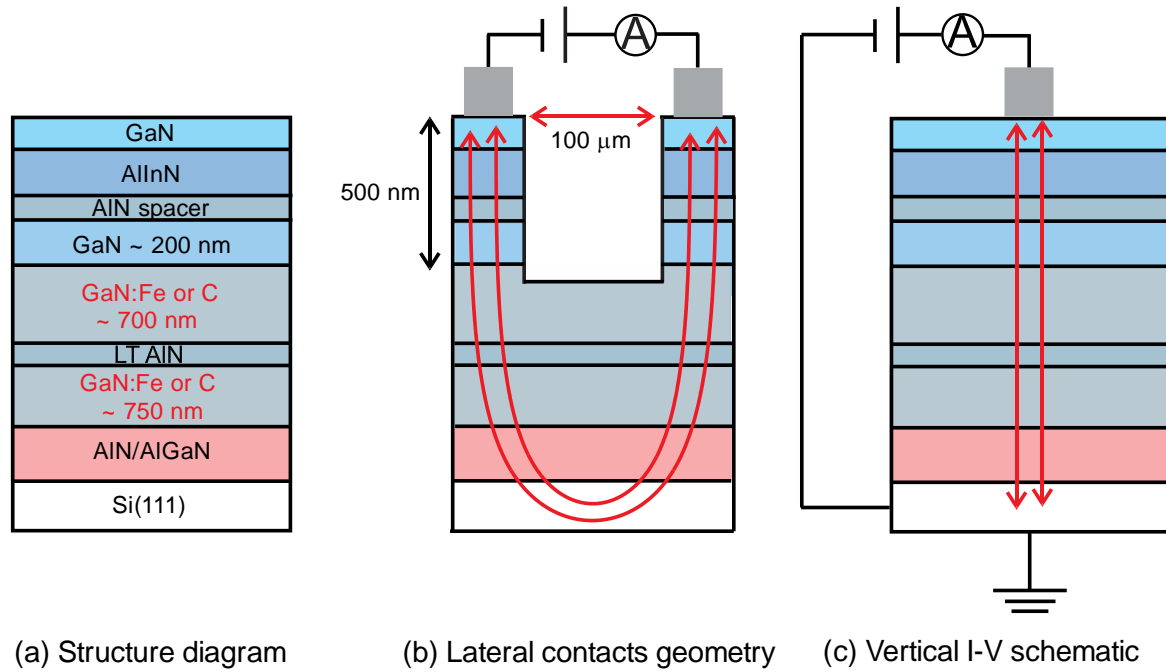 A
A
GaN
AlInN
AlN spacer
GaN ~ 200 nm
GaN:Fe or C
~ 700 nm
LT AlN
GaN:Fe or C
~ 750 nm
AlN/AlGaN
Si(111)
100 μm
500 nm
(a) Structure diagram
(b) Lateral contacts geometry
(c) Vertical I-V schematic